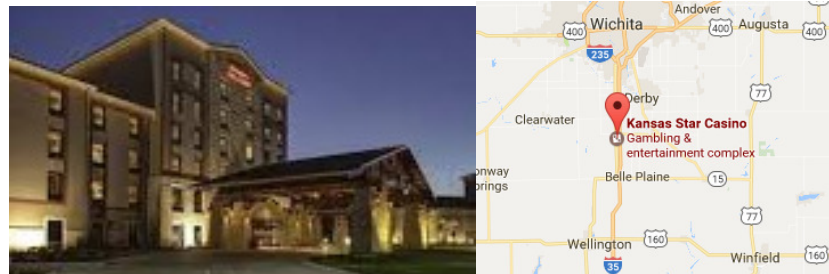 Andover
Wichita
400
400
Augusta
400
235
77
Derby
Kansas Star Casino
Gambling &
entertainment complex
Clearwater
onway
prings
Belle Plaine
15
77
Wellington
160
35
Winfield
160